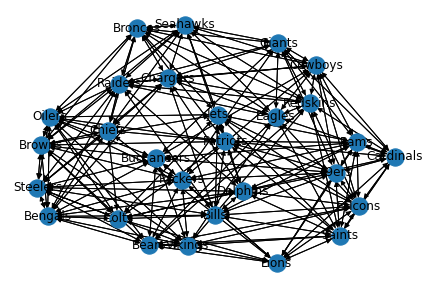 Broncos
Seahawks
Giants
Cowboys
Chargers
Raiders
Redskins
Oilers
Jets
Eagles
Chiefs
Patriots
Rams
Browns
Cardinals
Buccaneers
49ers
Packers
Steelers
Dolphins
Falcons
Bengals
Colts
Bills
Saints
Bears
Vikings
Lions